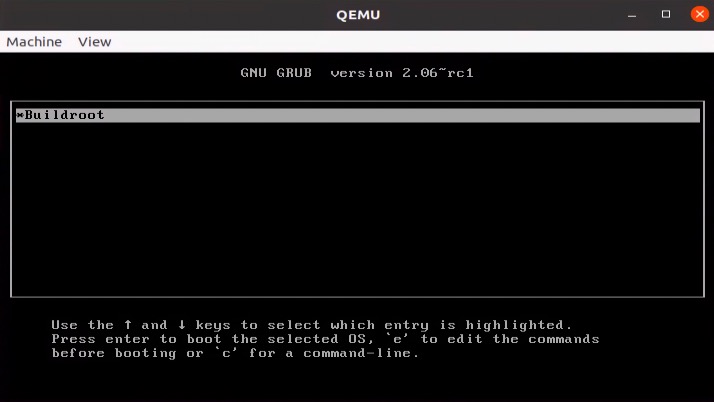 QEMU
Machine View
GNU GRUB version 2.06~rc1
*Buildroot
Use the ↑ and ↓ keys to select which entry is highlighted.
Press enter to boot the selected OS, `e' to edit the commands
before booting or `c' for a command-line.